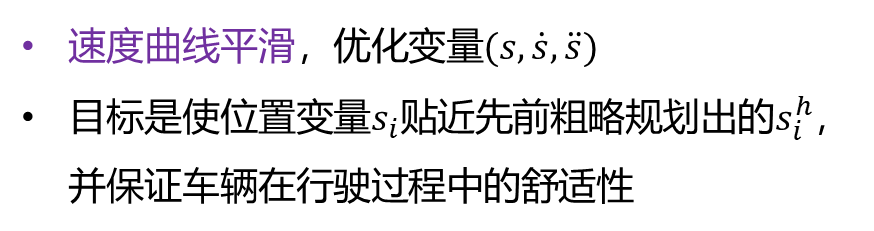 • 速度曲线平滑，优化变量(s, ṡ, s̈)
• 目标是使位置变量sᵢ贴近先前粗略规划出的sᵢʰ，
并保证车辆在行驶过程中的舒适性